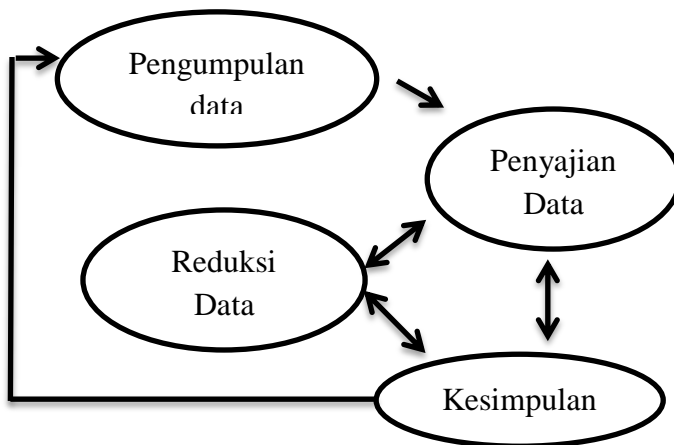 Pengumpulan
data
Penyajian
Data
Reduksi
Data
Kesimpulan